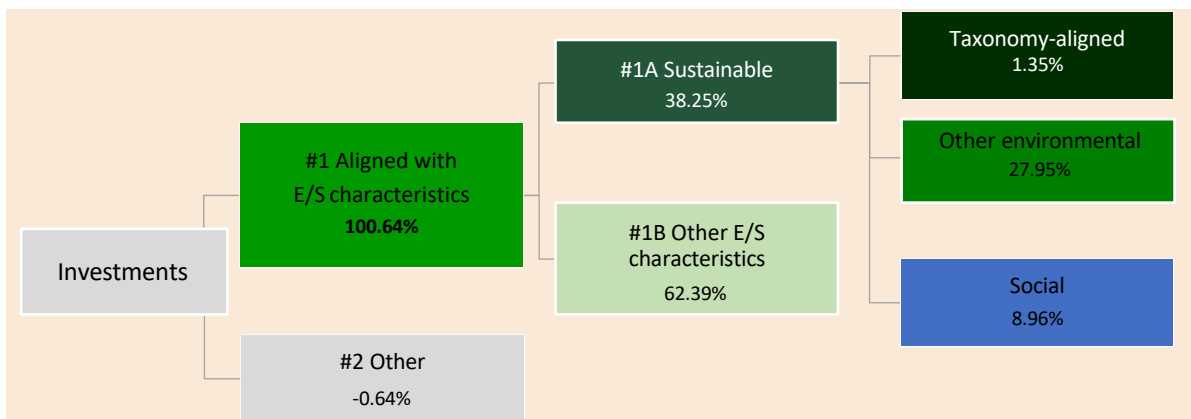 Investments
#1 Aligned with
E/S characteristics
100.64%
#2 Other
-0.64%
#1A Sustainable
38.25%
#1B Other E/S
characteristics
62.39%
Taxonomy-aligned
1.35%
Other environmental
27.95%
Social
8.96%